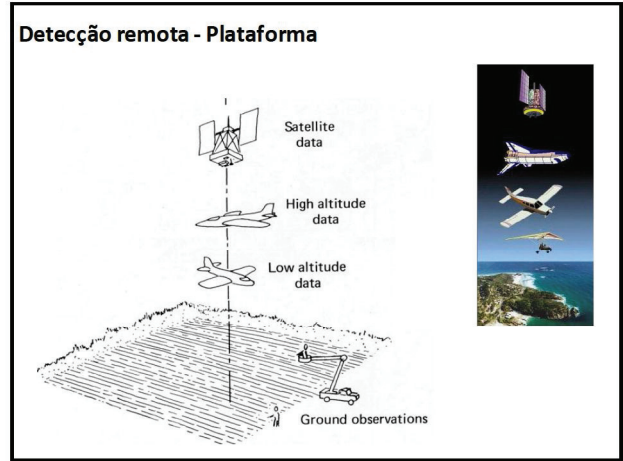 Detecção remota - Plataforma
Satellite
data
High altitude
data
Low altitude
data
Ground observations